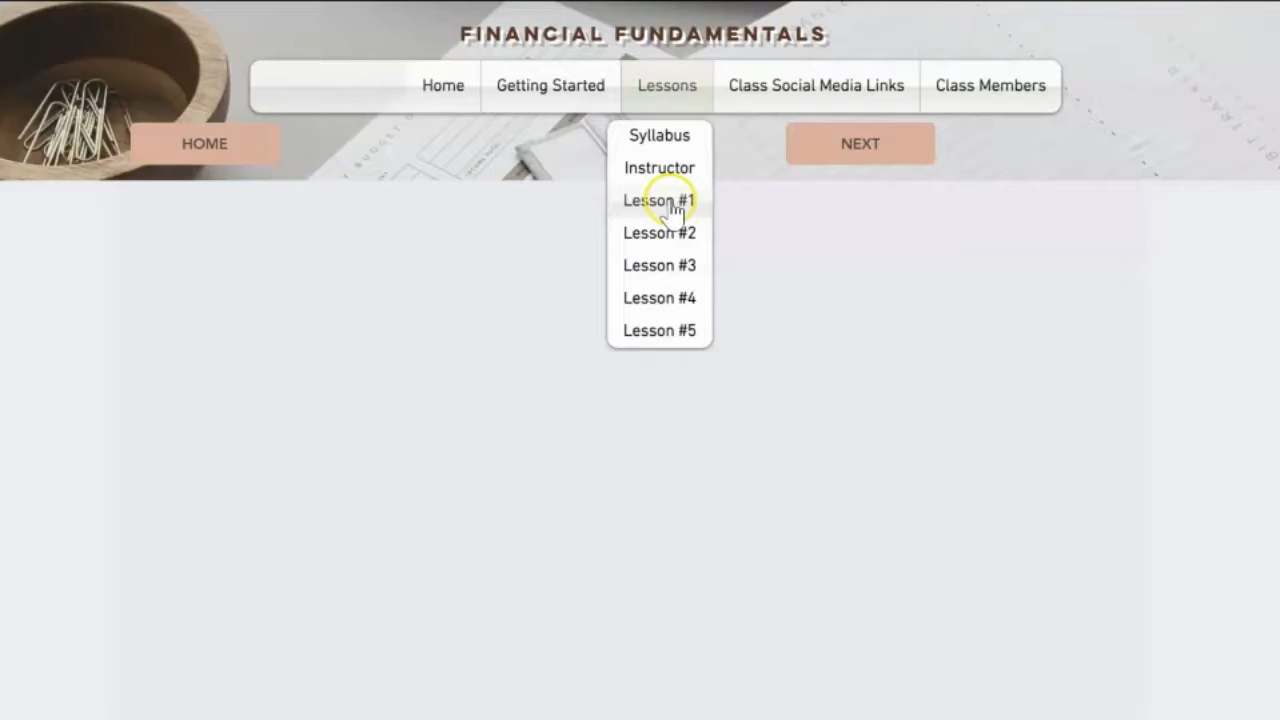 FINANCIAL FUNDAMENTALS
Home Getting Started Lessons Class Social Media Links Class Members
HOME
NEXT
Syllabus
Instructor
Lesson #1
Lesson #2
Lesson #3
Lesson #4
Lesson #5